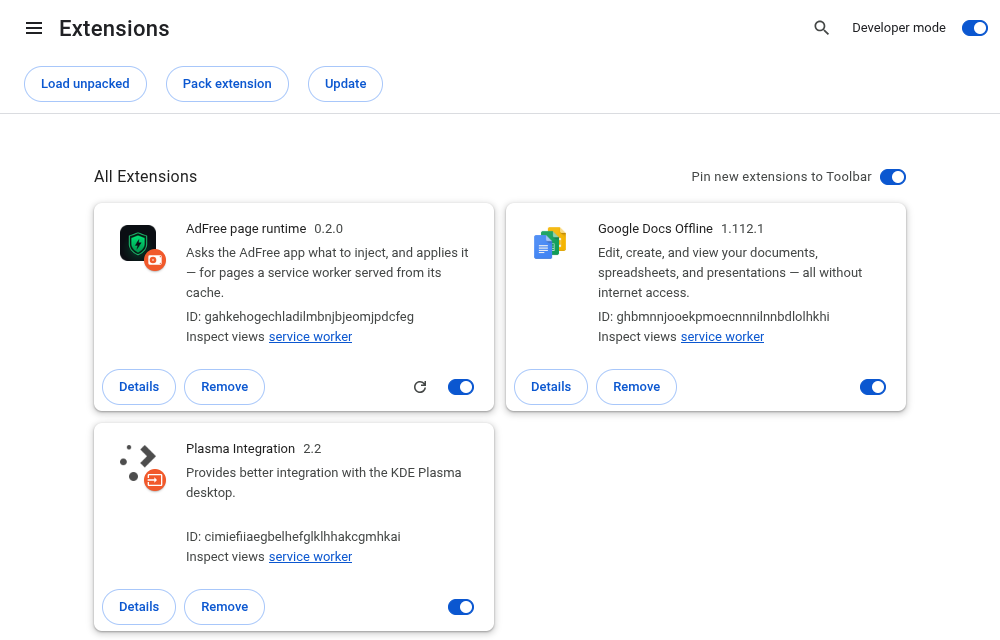 Extensions
Developer mode
Load unpacked
Pack extension
Update
All Extensions
Pin new extensions to Toolbar
AdFree page runtime 0.2.0
Asks the AdFree app what to inject, and applies it
— for pages a service worker served from its
cache.
ID: gahkehogechladilmbnjbjeomjpdcfeg
Inspect views service worker
Details
Remove
Google Docs Offline 1.112.1
Edit, create, and view your documents,
spreadsheets, and presentations — all without
internet access.
ID: ghbmnnjooekpmoecnnnilnnbdlolhkhi
Inspect views service worker
Details
Remove
Plasma Integration 2.2
Provides better integration with the KDE Plasma
desktop.
ID: cimiefiiaegbelhefglklhhakcgmhkai
Inspect views service worker
Details
Remove